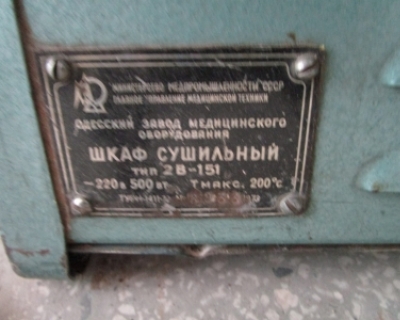 МИНИСТЕРСТВО МЕДПРОМЫШЛЕННОСТИ СССР
ГЛАВНОЕ УПРАВЛЕНИЕ МЕДИЦИНСКОЙ ТЕХНИКИ
ОДЕССКИЙ ЗАВОД МЕДИЦИНСКОГО
ОБОРУДОВАНИЯ
ШКАФ СУШИЛЬНЫЙ
ТИП 2В-151
~220в 500вт Tмакс. 200°с